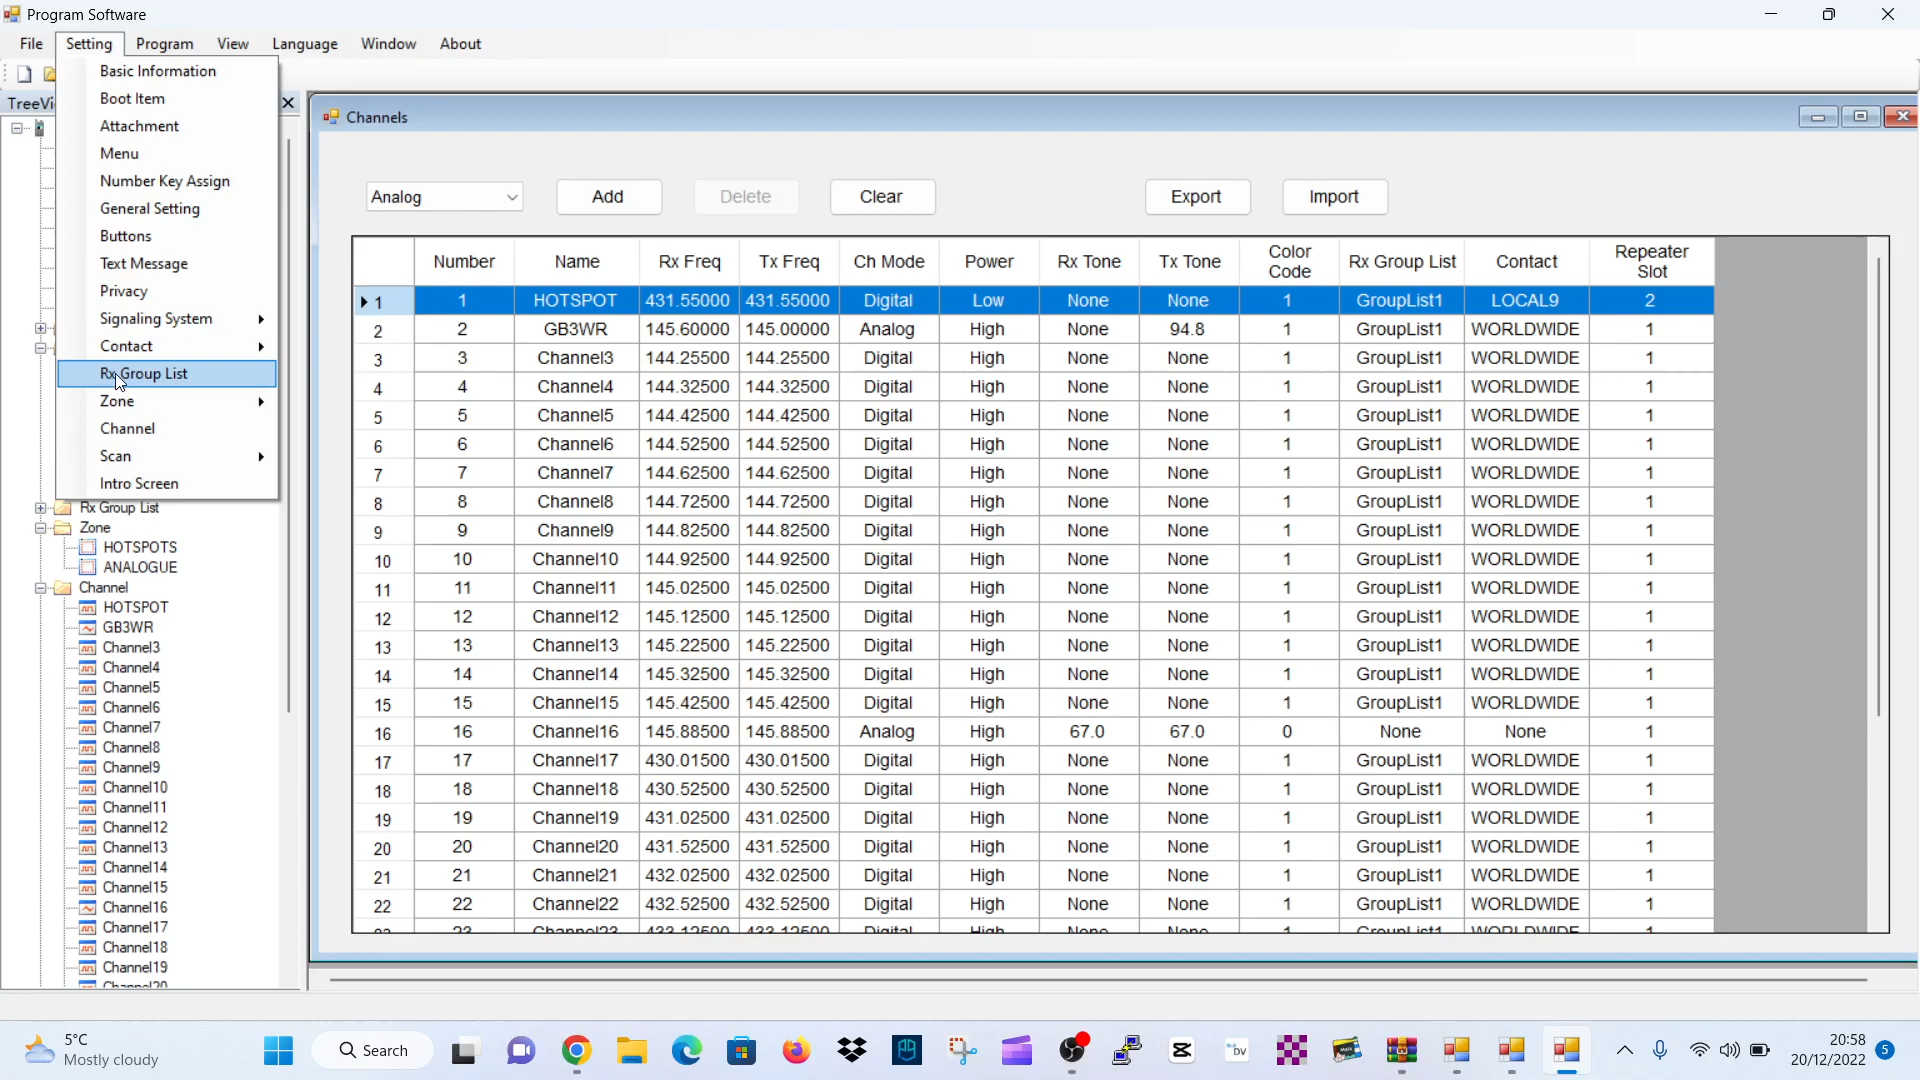 Program Software
File Setting Program View Language Window About
TreeVi
Basic Information
Boot Item
Attachment
Menu
Number Key Assign
General Setting
Buttons
Text Message
Privacy
Signaling System
Contact
Rx Group List
Zone
Channel
Scan
Intro Screen
Rx Group List
Zone
HOTSPOTS
ANALOGUE
Channel
HOTSPOT
GB3WR
Channel3
Channel4
Channel5
Channel6
Channel7
Channel8
Channel9
Channel10
Channel11
Channel12
Channel13
Channel14
Channel15
Channel16
Channel17
Channel18
Channel19
Channel20
Channels
Analog Add Delete Clear Export Import
Number Name Rx Freq Tx Freq Ch Mode Power Rx Tone Tx Tone Color Code Rx Group List Contact Repeater Slot
1 1 HOTSPOT 431.55000 431.55000 Digital Low None None 1 GroupList1 LOCAL9 2
2 2 GB3WR 145.60000 145.00000 Analog High None 94.8 1 GroupList1 WORLDWIDE 1
3 3 Channel3 144.25500 144.25500 Digital High None None 1 GroupList1 WORLDWIDE 1
4 4 Channel4 144.32500 144.32500 Digital High None None 1 GroupList1 WORLDWIDE 1
5 5 Channel5 144.42500 144.42500 Digital High None None 1 GroupList1 WORLDWIDE 1
6 6 Channel6 144.52500 144.52500 Digital High None None 1 GroupList1 WORLDWIDE 1
7 7 Channel7 144.62500 144.62500 Digital High None None 1 GroupList1 WORLDWIDE 1
8 8 Channel8 144.72500 144.72500 Digital High None None 1 GroupList1 WORLDWIDE 1
9 9 Channel9 144.82500 144.82500 Digital High None None 1 GroupList1 WORLDWIDE 1
10 10 Channel10 144.92500 144.92500 Digital High None None 1 GroupList1 WORLDWIDE 1
11 11 Channel11 145.02500 145.02500 Digital High None None 1 GroupList1 WORLDWIDE 1
12 12 Channel12 145.12500 145.12500 Digital High None None 1 GroupList1 WORLDWIDE 1
13 13 Channel13 145.22500 145.22500 Digital High None None 1 GroupList1 WORLDWIDE 1
14 14 Channel14 145.32500 145.32500 Digital High None None 1 GroupList1 WORLDWIDE 1
15 15 Channel15 145.42500 145.42500 Digital High None None 1 GroupList1 WORLDWIDE 1
16 16 Channel16 145.88500 145.88500 Analog High 67.0 67.0 0 None None 1
17 17 Channel17 430.01500 430.01500 Digital High None None 1 GroupList1 WORLDWIDE 1
18 18 Channel18 430.52500 430.52500 Digital High None None 1 GroupList1 WORLDWIDE 1
19 19 Channel19 431.02500 431.02500 Digital High None None 1 GroupList1 WORLDWIDE 1
20 20 Channel20 431.52500 431.52500 Digital High None None 1 GroupList1 WORLDWIDE 1
21 21 Channel21 432.02500 432.02500 Digital High None None 1 GroupList1 WORLDWIDE 1
22 22 Channel22 432.52500 432.52500 Digital High None None 1 GroupList1 WORLDWIDE 1
23 23 Channel23 433.12500 433.12500 Digital High None None 1 GroupList1 WORLDWIDE 1
5°C
Mostly cloudy
Search
DV
20:58
20/12/2022
5